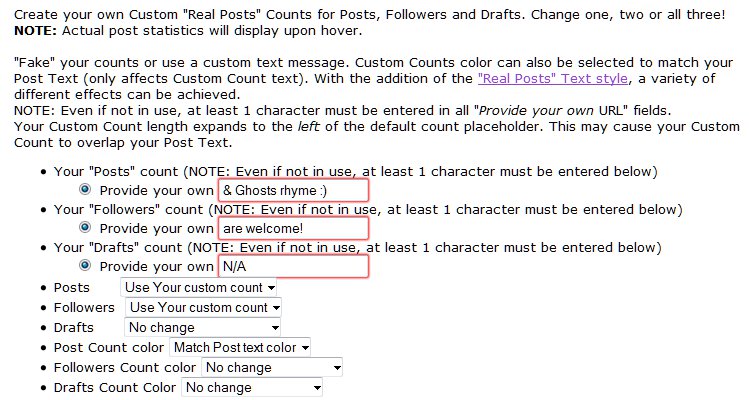 Create your own Custom "Real Posts" Counts for Posts, Followers and Drafts. Change one, two or all three!
NOTE: Actual post statistics will display upon hover.
"Fake" your counts or use a custom text message. Custom Counts color can also be selected to match your
Post Text (only affects Custom Count text). With the addition of the "Real Posts" Text style, a variety of
different effects can be achieved.
NOTE: Even if not in use, at least 1 character must be entered in all "Provide your own URL" fields.
Your Custom Count length expands to the left of the default count placeholder. This may cause your Custom
Count to overlap your Post Text.
• Your "Posts" count (NOTE: Even if not in use, at least 1 character must be entered below)
Provide your own & Ghosts rhyme :)
• Your "Followers" count (NOTE: Even if not in use, at least 1 character must be entered below)
Provide your own are welcome!
• Your "Drafts" count (NOTE: Even if not in use, at least 1 character must be entered below)
Provide your own N/A
• Posts Use Your custom count
• Followers Use Your custom count
• Drafts No change
• Post Count color Match Post text color
• Followers Count color No change
• Drafts Count Color No change